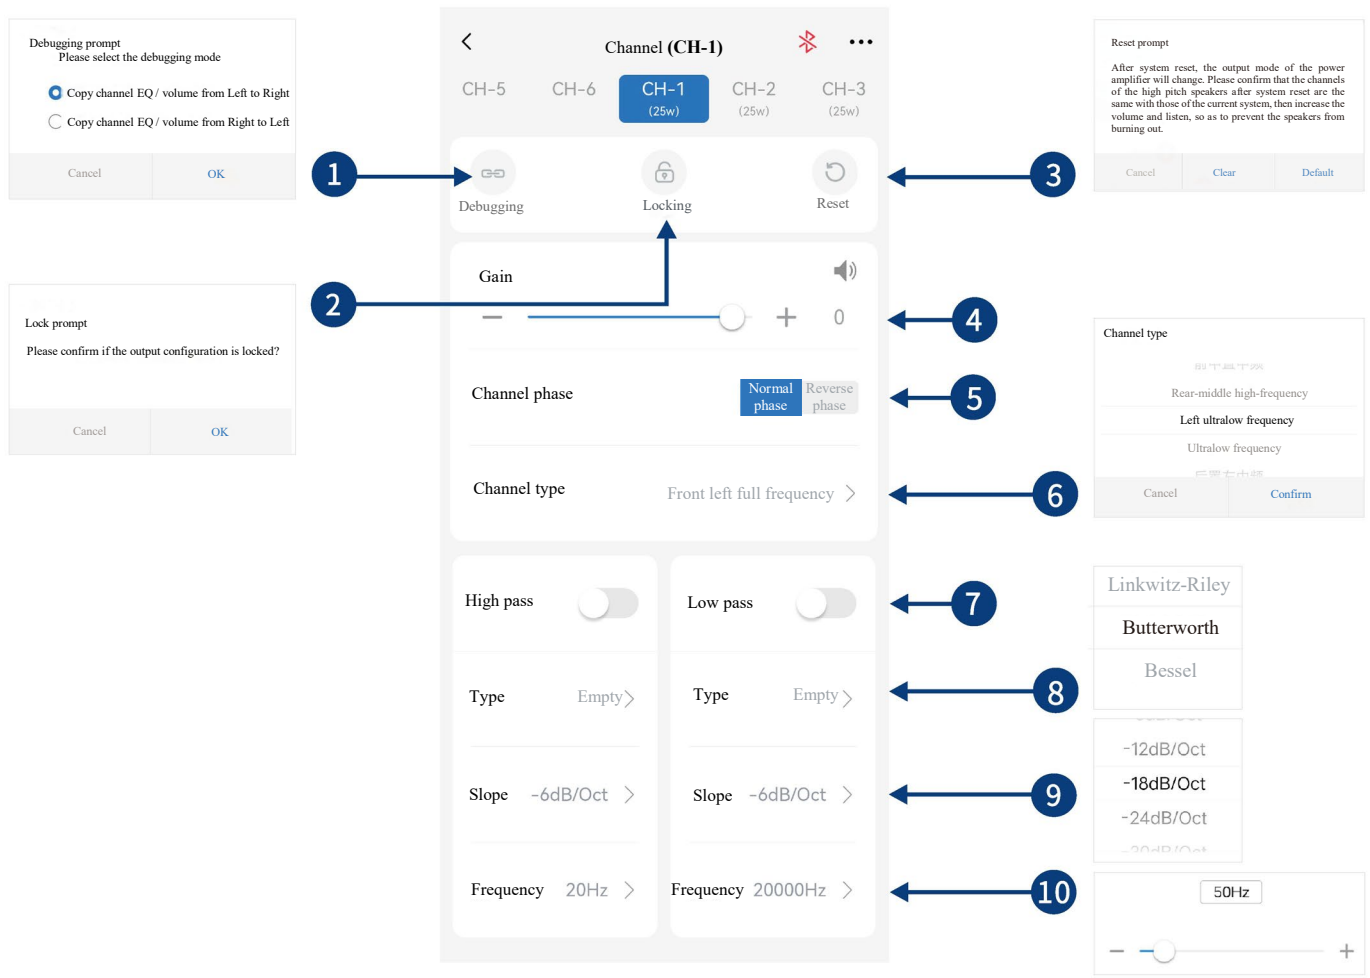 Debugging prompt
Please select the debugging mode
Copy channel EQ / volume from Left to Right
Copy channel EQ / volume from Right to Left
Cancel OK
1
Lock prompt
Please confirm if the output configuration is locked?
Cancel OK
2
Channel (CH-1)
CH-5 CH-6 CH-1 CH-2 CH-3
(25w) (25w) (25w)
Debugging Locking Reset
Gain
0
Channel phase
Normal phase
Reverse phase
Channel type Front left full frequency
High pass Low pass
Type Empty Type Empty
Slope -6dB/Oct Slope -6dB/Oct
Frequency 20Hz Frequency 20000Hz
3
Reset prompt
After system reset, the output mode of the power
amplifier will change. Please confirm that the channels
of the high pitch speakers after system reset are the
same with those of the current system, then increase the
volume and listen, so as to prevent the speakers from
burning out.
Cancel Clear Default
4
5
6
Channel type
Rear-middle high-frequency
Left ultralow frequency
Ultralow frequency
Cancel Confirm
7
8
Linkwitz-Riley
Butterworth
Bessel
9
-12dB/Oct
-18dB/Oct
-24dB/Oct
10
50Hz